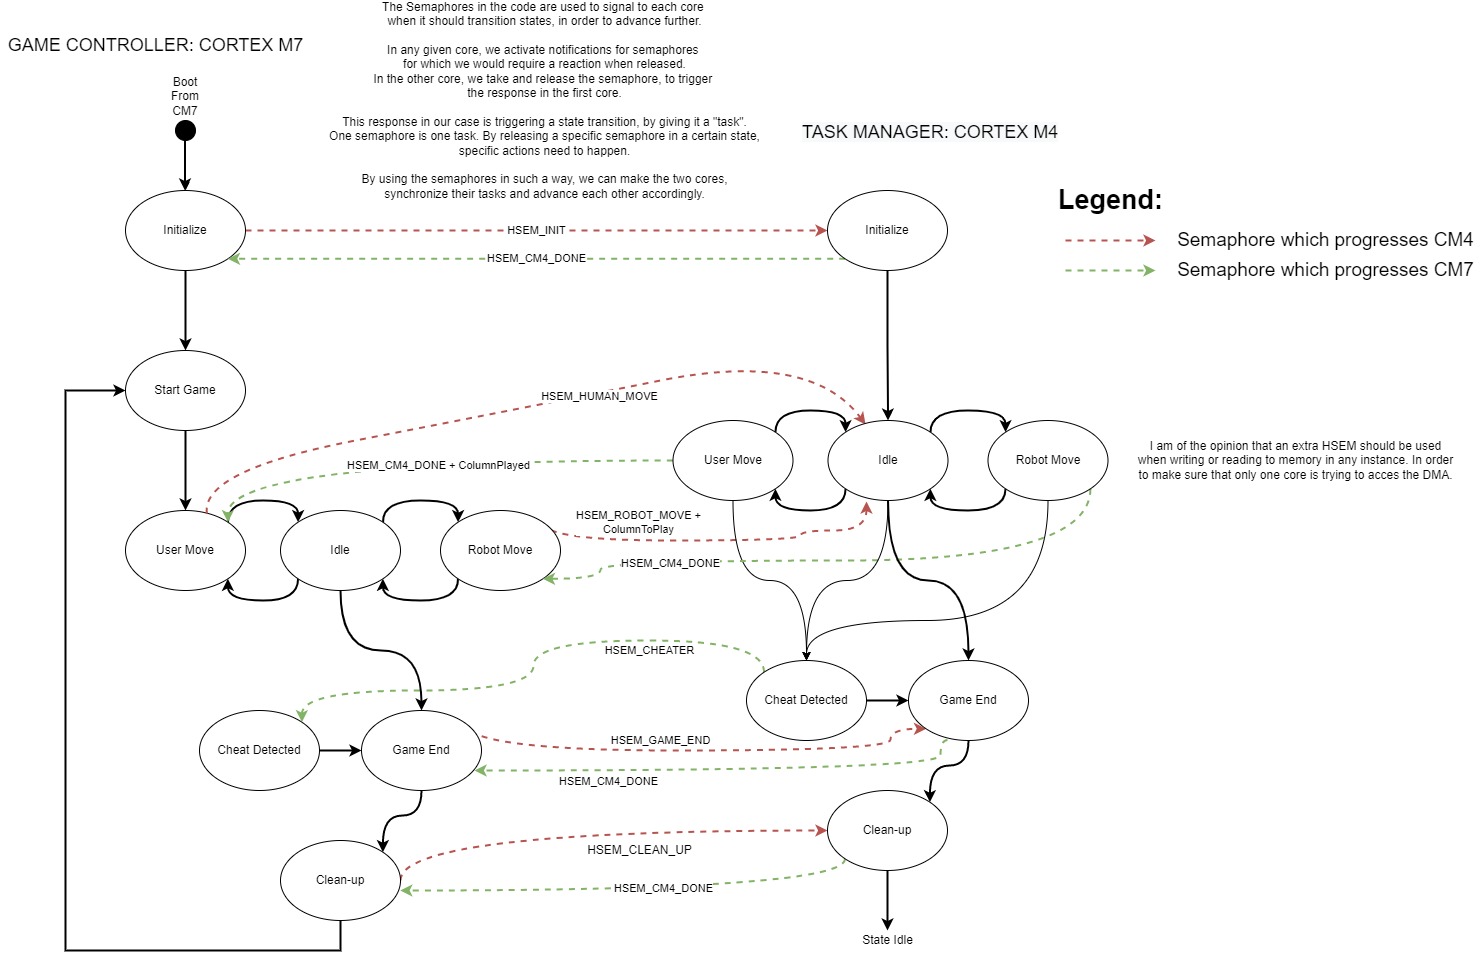 The Semaphores in the code are used to signal to each core
when it should transition states, in order to advance further.
In any given core, we activate notifications for semaphores
for which we would require a reaction when released.
In the other core, we take and release the semaphore, to trigger
the response in the first core.
This response in our case is triggering a state transition, by giving it a "task".
One semaphore is one task. By releasing a specific semaphore in a certain state,
specific actions need to happen.
By using the semaphores in such a way, we can make the two cores,
synchronize their tasks and advance each other accordingly.
GAME CONTROLLER: CORTEX M7
Boot
From
CM7
TASK MANAGER: CORTEX M4
Legend:
Semaphore which progresses CM4
Semaphore which progresses CM7
Initialize
HSEM_INIT
Initialize
HSEM_CM4_DONE
Start Game
HSEM_HUMAN_MOVE
HSEM_CM4_DONE + ColumnPlayed
User Move
Idle
Robot Move
I am of the opinion that an extra HSEM should be used
when writing or reading to memory in any instance. In order
to make sure that only one core is trying to acces the DMA.
User Move
Idle
Robot Move
HSEM_ROBOT_MOVE +
ColumnToPlay
HSEM_CM4_DONE
HSEM_CHEATER
Cheat Detected
Game End
Cheat Detected
Game End
HSEM_GAME_END
HSEM_CM4_DONE
Clean-up
HSEM_CLEAN_UP
Clean-up
HSEM_CM4_DONE
State Idle